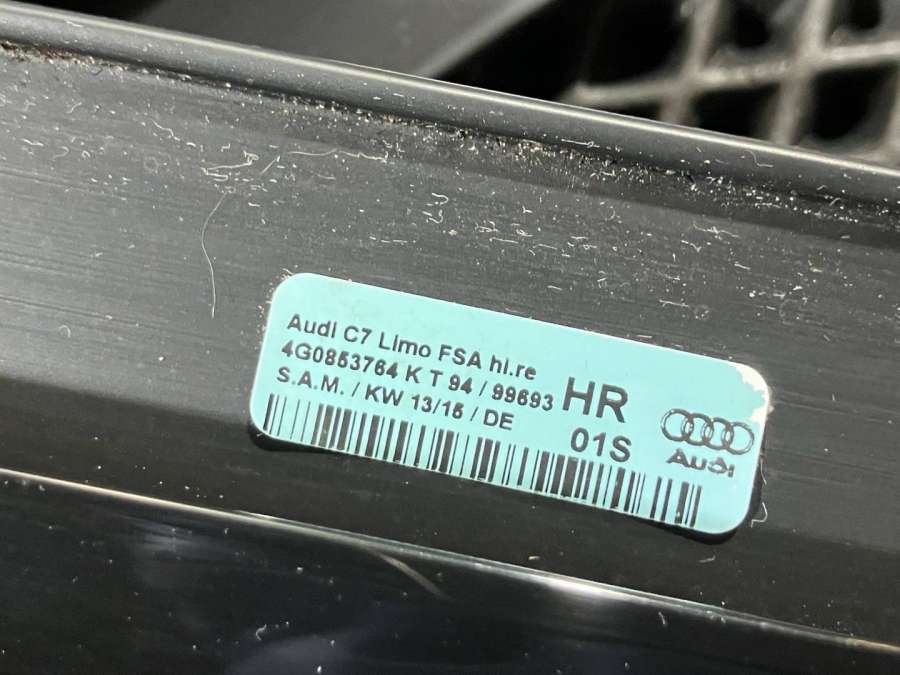 Audi C7 Limo FSA hi.re
4G0853764 K T 94 / 99693
S.A.M. / KW 13/15 / DE
HR
01S
Audi